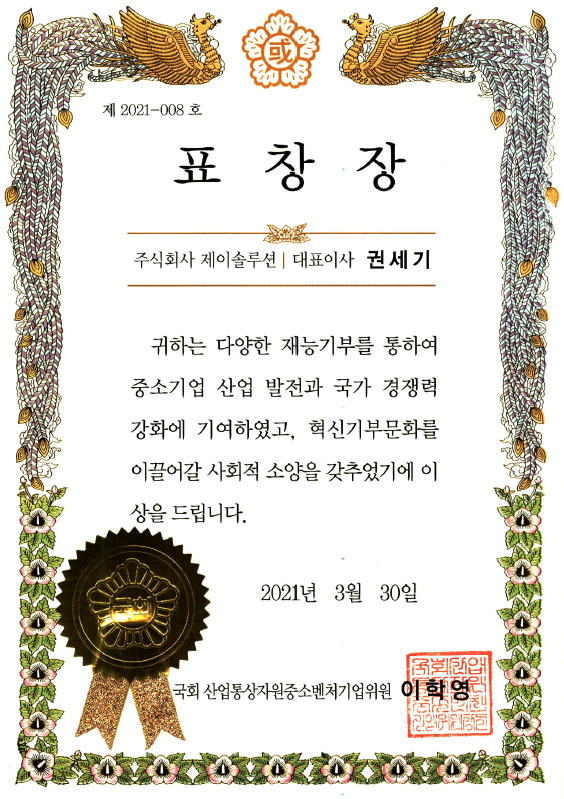 或
제 2021-008 호
표 창 장
주식회사 제이솔루션 | 대표이사 권세기
귀하는 다양한 재능기부를 통하여
중소기업 산업 발전과 국가 경쟁력
강화에 기여하였고, 혁신기부문화를
이끌어갈 사회적 소양을 갖추었기에 이
상을 드립니다.
2021년 3월 30일
국회
국회 산업통상자원중소벤처기업위원 이학영